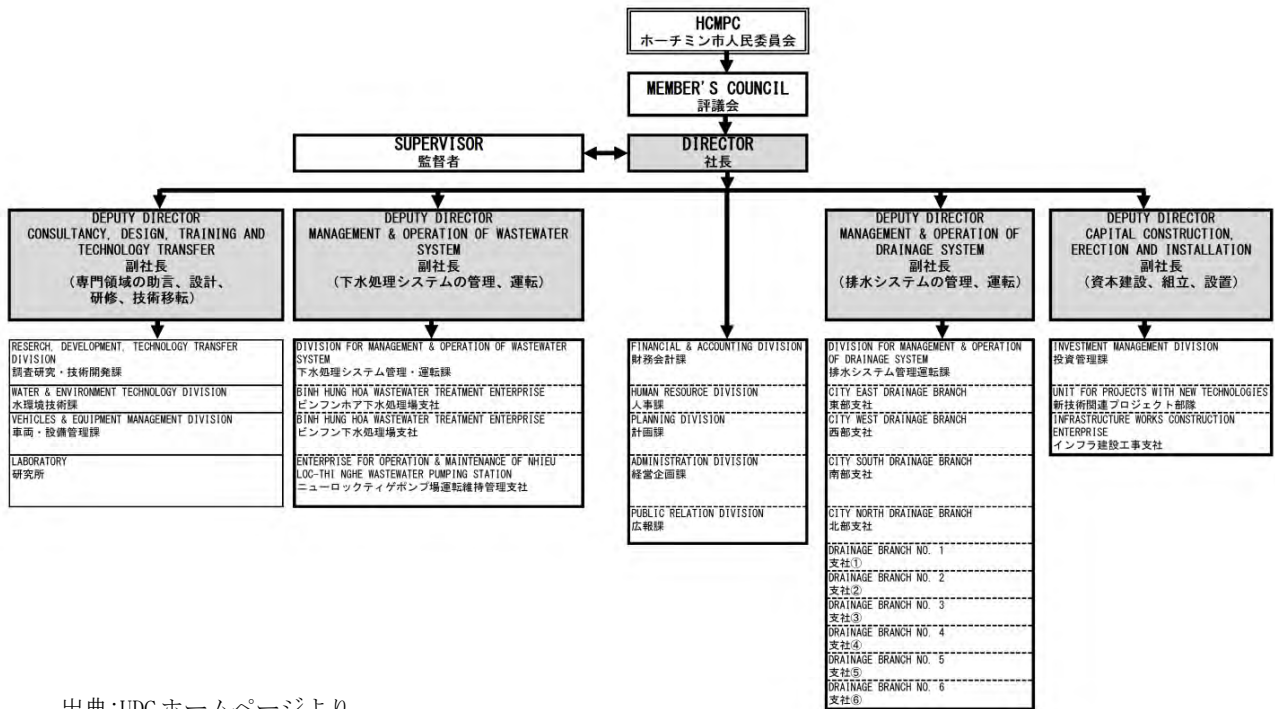 HCMPC
ホーチミン市人民委員会
MEMBER'S COUNCIL
評議会
SUPERVISOR
監督者
DIRECTOR
社長
DEPUTY DIRECTOR
CONSULTANCY, DESIGN, TRAINING AND
TECHNOLOGY TRANSFER
副社長
(専門領域の助言、設計、
研修、技術移転)
RESERCH, DEVELOPMENT, TECHNOLOGY TRANSFER
DIVISION
調査研究・技術開発課
WATER & ENVIRONMENT TECHNOLOGY DIVISION
水環境技術課
VEHICLES & EQUIPMENT MANAGEMENT DIVISION
車両・設備管理課
LABORATORY
研究所
DEPUTY DIRECTOR
MANAGEMENT & OPERATION OF WASTEWATER
SYSTEM
副社長
(下水処理システムの管理、運転)
DIVISION FOR MANAGEMENT & OPERATION OF WASTEWATER
SYSTEM
下水処理システム管理・運転課
BINH HUNG HOA WASTEWATER TREATMENT ENTERPRISE
ビンフンホア下水処理場支社
BINH HUNG HOA WASTEWATER TREATMENT ENTERPRISE
ビンフン下水処理場支社
ENTERPRISE FOR OPERATION & MAINTENANCE OF NHIEU
LOC-THI NGHE WASTEWATER PUMPING STATION
ニューロックティゲポンプ場運転維持管理支社
FINANCIAL & ACCOUNTING DIVISION
財務会計課
HUMAN RESOURCE DIVISION
人事課
PLANNING DIVISION
計画課
ADMINISTRATION DIVISION
経営企画課
PUBLIC RELATION DIVISION
広報課
DEPUTY DIRECTOR
MANAGEMENT & OPERATION OF
DRAINAGE SYSTEM
副社長
(排水システムの管理、運転)
DIVISION FOR MANAGEMENT & OPERATION
OF DRAINAGE SYSTEM
排水システム管理運転課
CITY EAST DRAINAGE BRANCH
東部支社
CITY WEST DRAINAGE BRANCH
西部支社
CITY SOUTH DRAINAGE BRANCH
南部支社
CITY NORTH DRAINAGE BRANCH
北部支社
DRAINAGE BRANCH NO. 1
支社①
DRAINAGE BRANCH NO. 2
支社②
DRAINAGE BRANCH NO. 3
支社③
DRAINAGE BRANCH NO. 4
支社④
DRAINAGE BRANCH NO. 5
支社⑤
DRAINAGE BRANCH NO. 6
支社⑥
DEPUTY DIRECTOR
CAPITAL CONSTRUCTION,
ERECTION AND INSTALLATION
副社長
(資本建設、組立、設置)
INVESTMENT MANAGEMENT DIVISION
投資管理課
UNIT FOR PROJECTS WITH NEW TECHNOLOGIES
新技術関連プロジェクト部隊
INFRASTRUCTURE WORKS CONSTRUCTION
ENTERPRISE
インフラ建設工事支社
出典:UDCホームページより